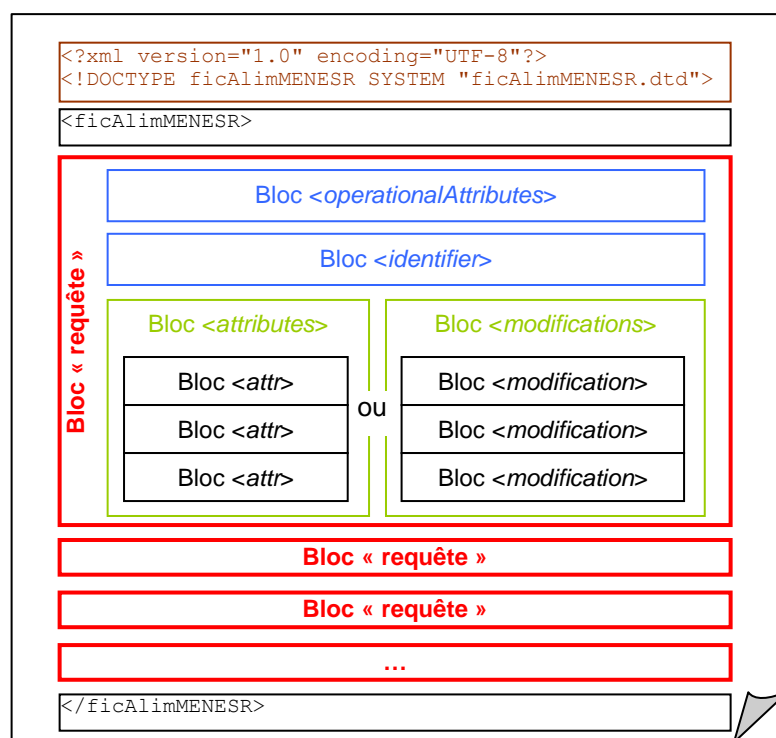 <?xml version="1.0" encoding="UTF-8"?>
<!DOCTYPE ficAlimMENESR SYSTEM "ficAlimMENESR.dtd">
<ficAlimMENESR>
Bloc « requête »
Bloc <operationalAttributes>
Bloc <identifier>
Bloc <attributes>
Bloc <attr>
Bloc <attr>
Bloc <attr>
ou
Bloc <modifications>
Bloc <modification>
Bloc <modification>
Bloc <modification>
Bloc « requête »
Bloc « requête »
...
</ficAlimMENESR>